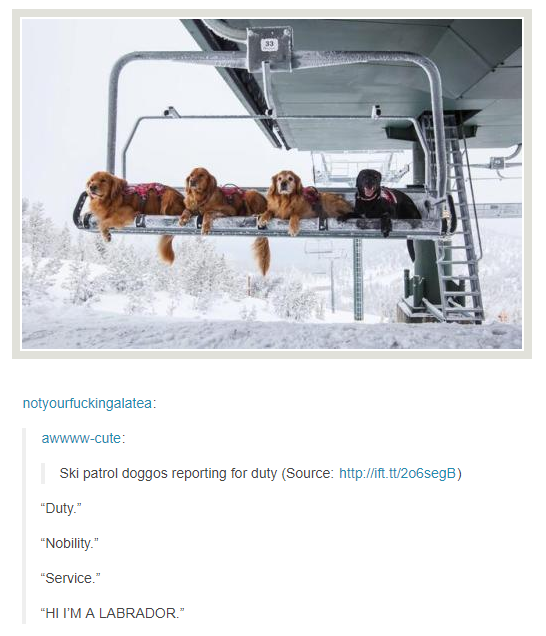 33
notyourfuckingalatea:
awwww-cute:
Ski patrol doggos reporting for duty (Source: http://ift.tt/2o6segB)
“Duty.”
“Nobility.”
“Service.”
“HI I’M A LABRADOR.”